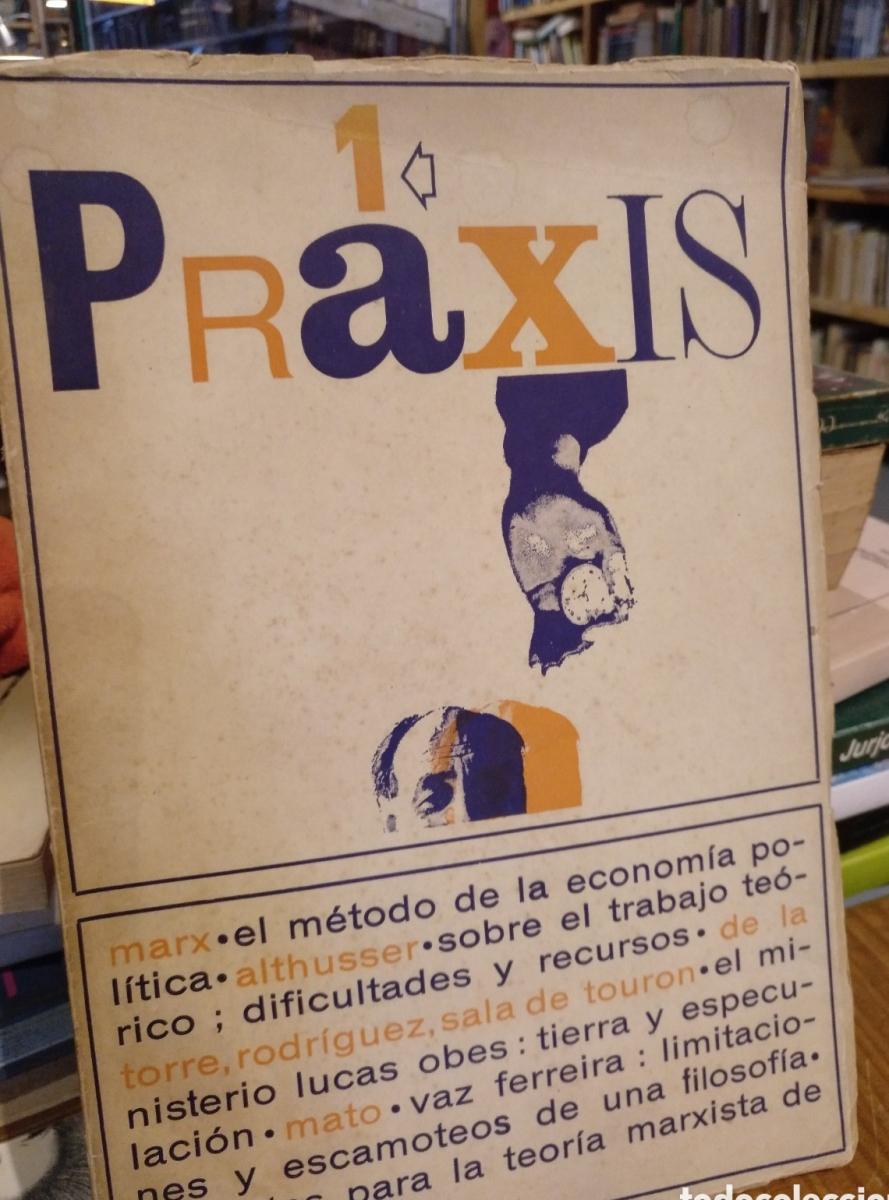 1
PRaxIS
marx•el método de la economía po-
lítica•althusser•sobre el trabajo teó-
rico ; dificultades y recursos• de la
torre, rodríguez, sala de touron•el mi-
nisterio lucas obes : tierra y especu-
lación • mato • vaz ferreira : limitacio-
nes y escamoteos de una filosofía•
para la teoría marxista de